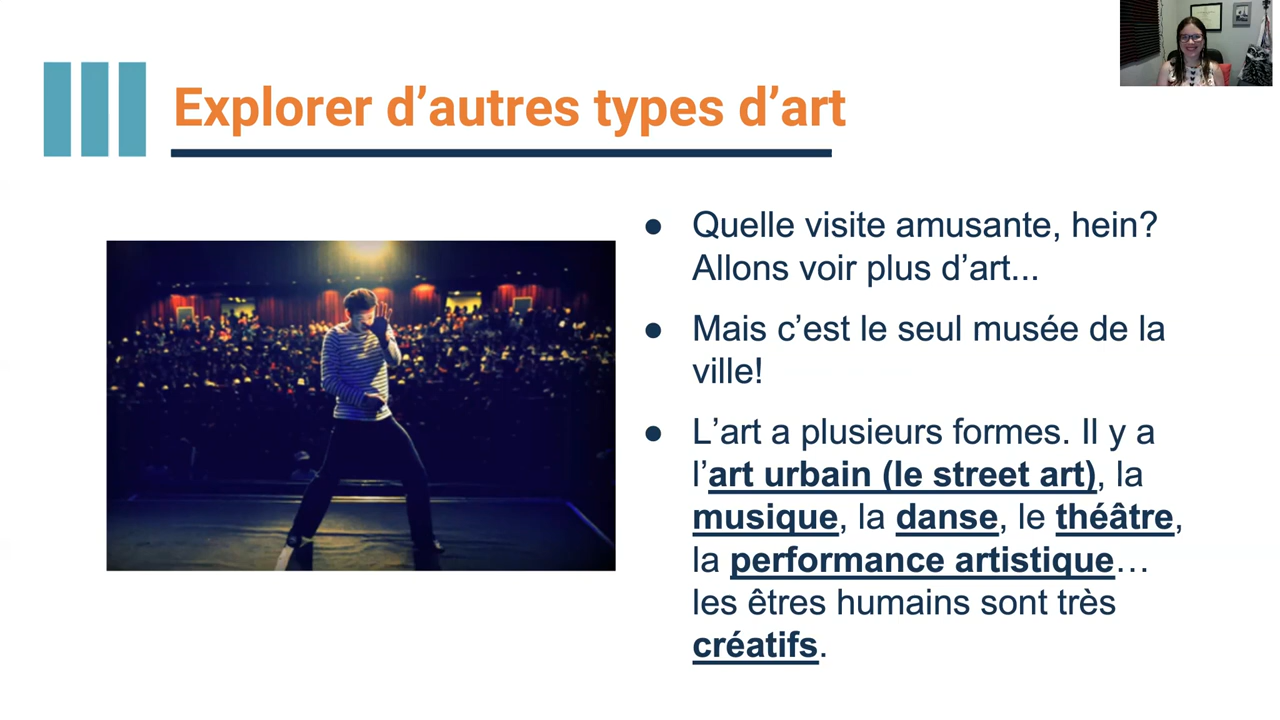 Explorer d’autres types d’art
● Quelle visite amusante, hein?
Allons voir plus d’art...
● Mais c’est le seul musée de la
ville!
● L’art a plusieurs formes. Il y a
l’art urbain (le street art), la
musique, la danse, le théâtre,
la performance artistique…
les êtres humains sont très
créatifs.